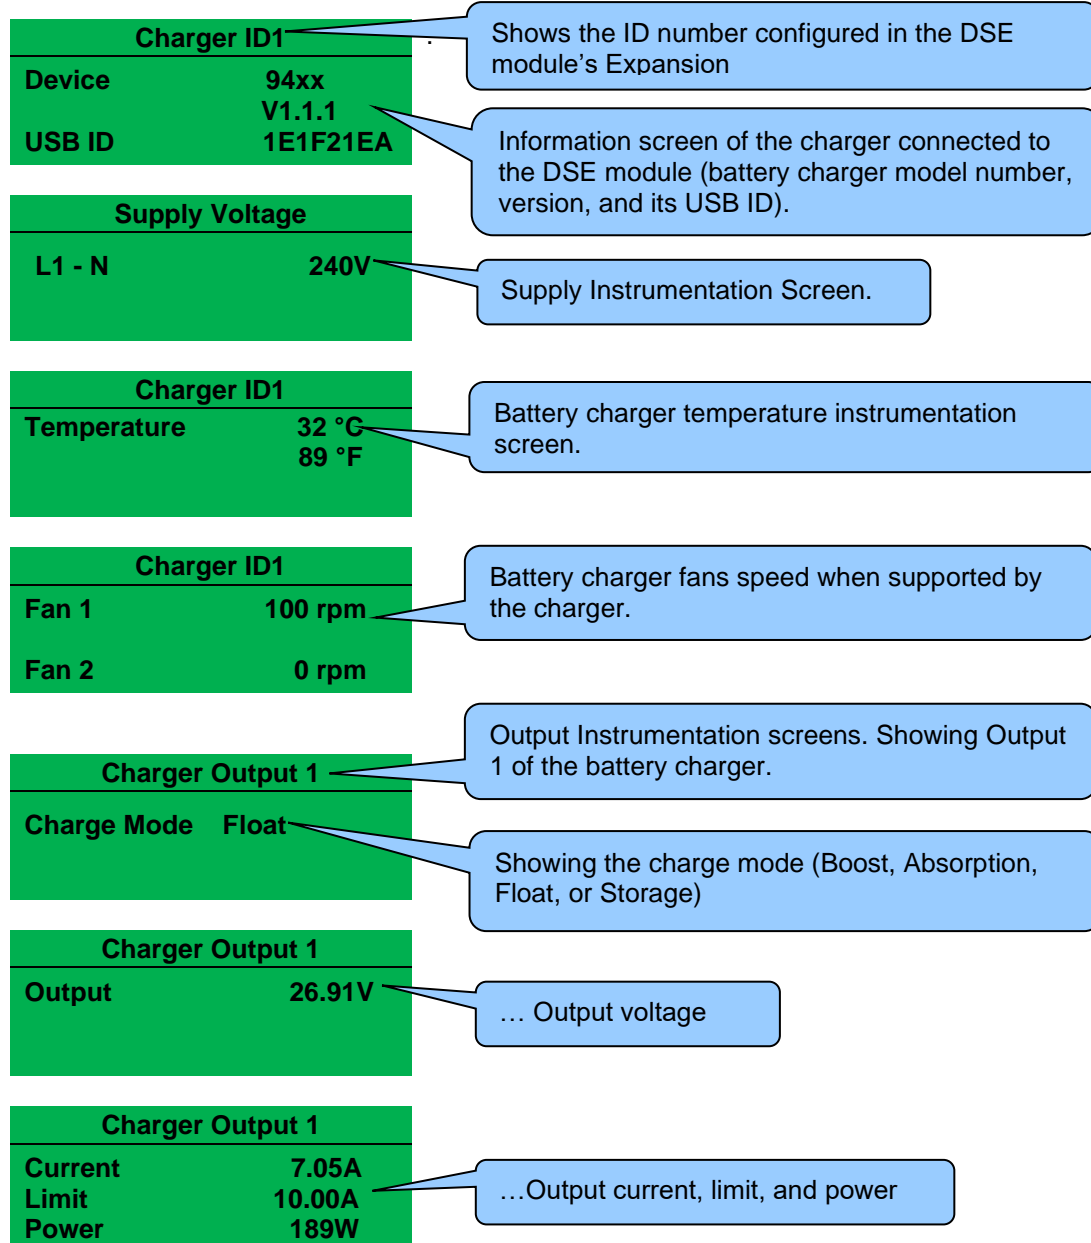 Charger ID1
.
Shows the ID number configured in the DSE
module's Expansion
Device 94xx
V1.1.1
USB ID 1E1F21EA
Information screen of the charger connected to
the DSE module (battery charger model number,
version, and its USB ID).
Supply Voltage
L1 - N 240V
Supply Instrumentation Screen.
Charger ID1
Temperature 32 °C
89 °F
Battery charger temperature instrumentation
screen.
Charger ID1
Fan 1 100 rpm
Fan 2 0 rpm
Battery charger fans speed when supported by
the charger.
Charger Output 1
Output Instrumentation screens. Showing Output
1 of the battery charger.
Charge Mode Float
Showing the charge mode (Boost, Absorption,
Float, or Storage)
Charger Output 1
Output 26.91V
… Output voltage
Charger Output 1
Current 7.05A
Limit 10.00A
Power 189W
…Output current, limit, and power